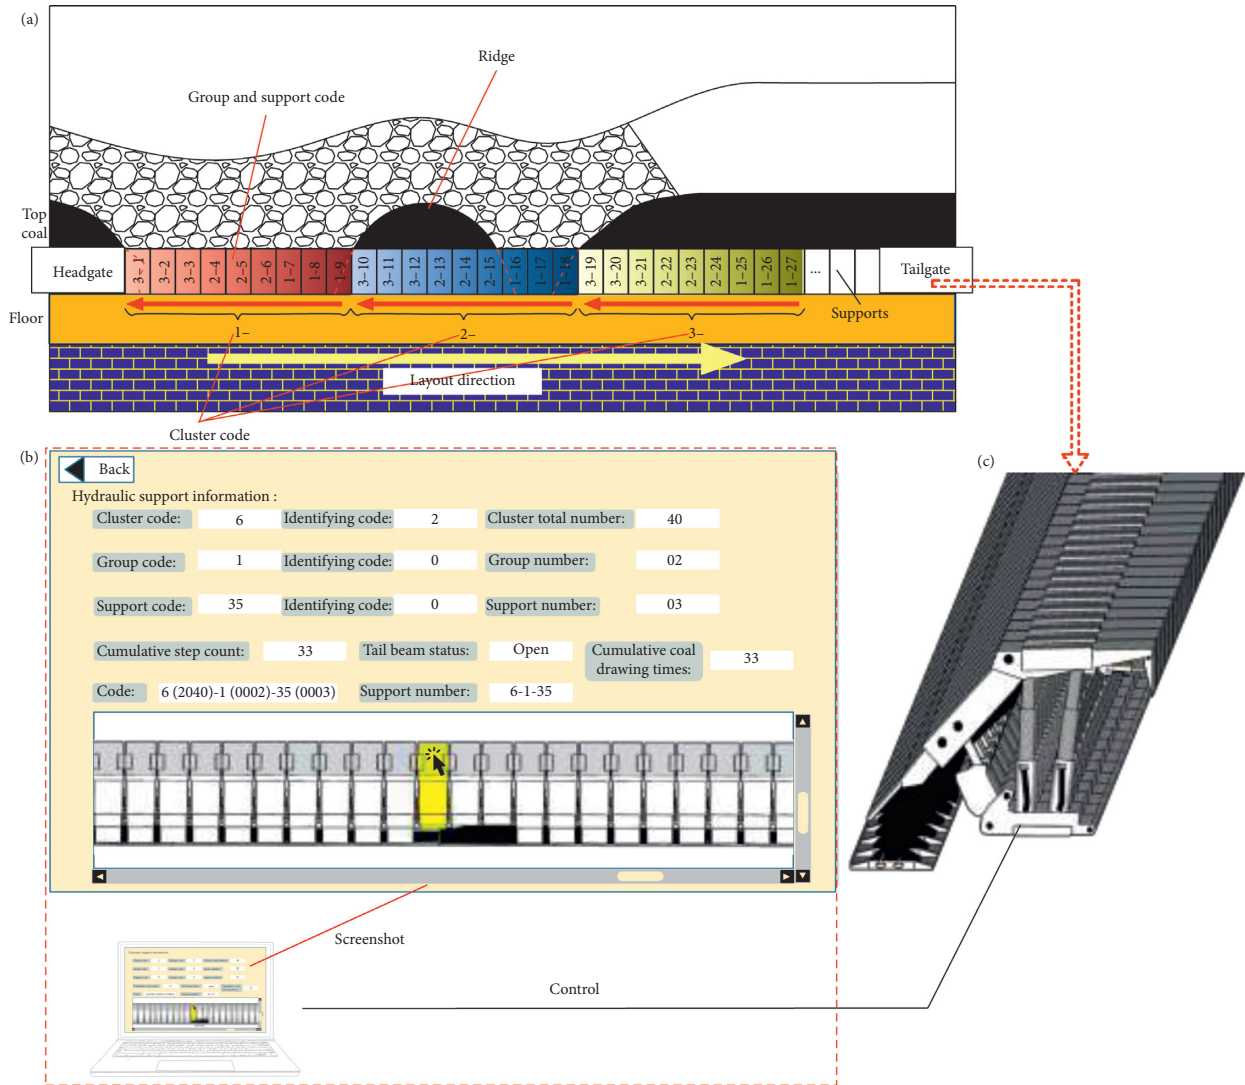 (a)
Ridge
Group and support code
Top
coal
Headgate
3–1
3–2
3–3
2–4
2–5
2–6
1–7
1–8
1–9
3–10
3–11
3–12
2–13
2–14
2–15
1–16
1–17
1–18
3–19
3–20
3–21
2–22
2–23
2–24
1–25
1–26
1–27
...
Tailgate
Supports
Floor
1–
2–
3–
Layout direction
Cluster code
(b)
Back
Hydraulic support information :
Cluster code: 6 Identifying code: 2 Cluster total number: 40
Group code: 1 Identifying code: 0 Group number: 02
Support code: 35 Identifying code: 0 Support number: 03
Cumulative step count: 33 Tail beam status: Open Cumulative coal
drawing times: 33
Code: 6 (2040)-1 (0002)-35 (0003) Support number: 6-1-35
(c)
Screenshot
Control